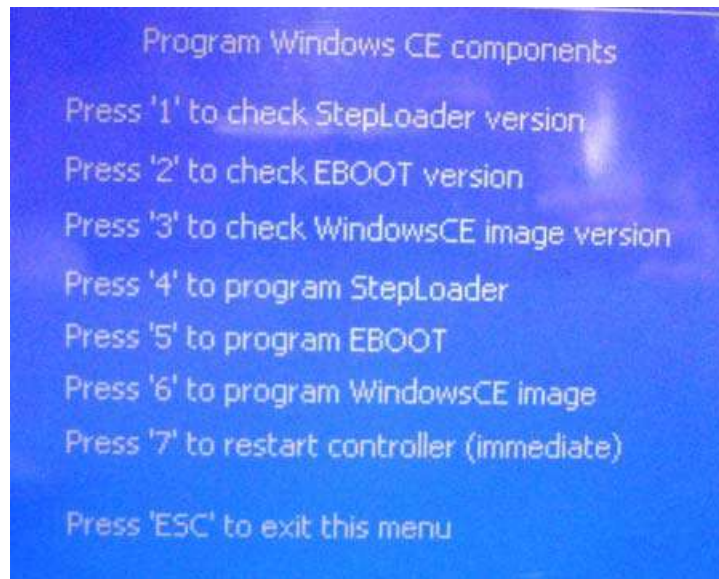 Program Windows CE components
Press '1' to check StepLoader version
Press '2' to check EBOOT version
Press '3' to check WindowsCE image version
Press '4' to program StepLoader
Press '5' to program EBOOT
Press '6' to program WindowsCE image
Press '7' to restart controller (immediate)
Press 'ESC' to exit this menu